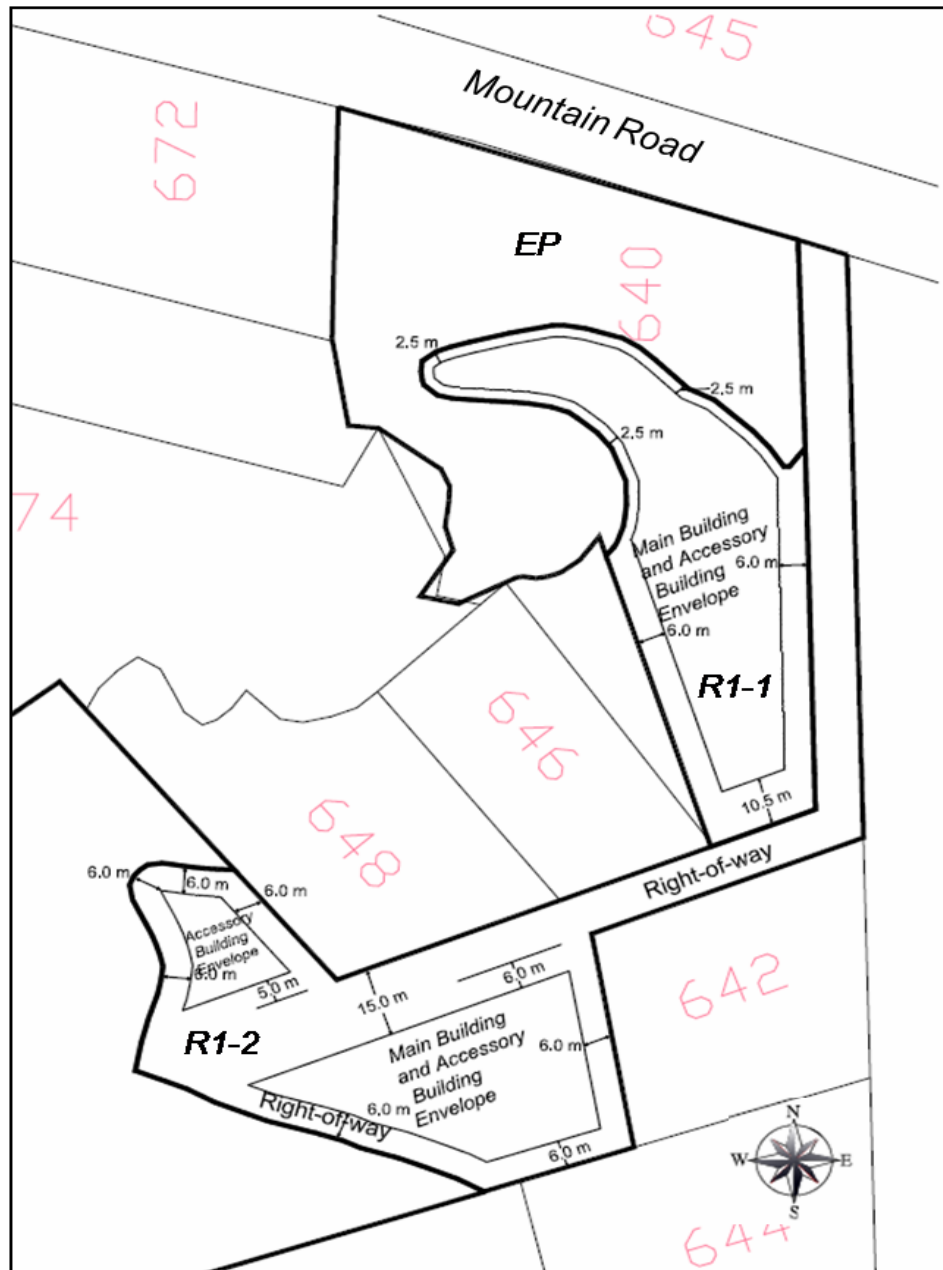 645
Mountain Road
672
EP
640
2.5 m
2.5 m
2.5 m
74
Main Building
and Accessory
Building
Envelope
6.0 m
6.0 m
R1-1
646
10.5 m
648
Right-of-way
6.0 m
6.0 m
6.0 m
Accessory
Building
Envelope
6.0 m
5.0 m
15.0 m
6.0 m
642
R1-2
Main Building
and Accessory
Building
Envelope
6.0 m
6.0 m
Right-of-way
6.0 m
N
W
E
S
644